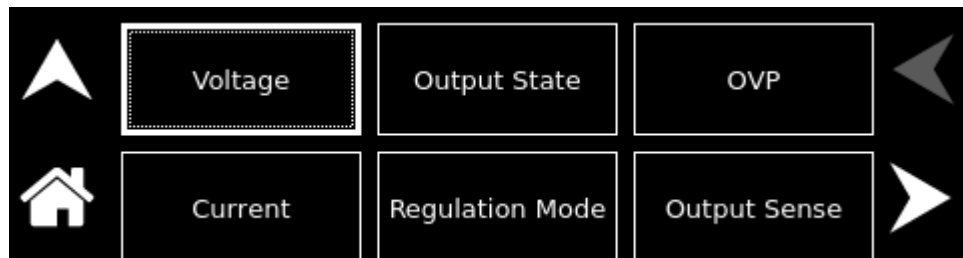 Voltage
Output State
OVP
Current
Regulation Mode
Output Sense